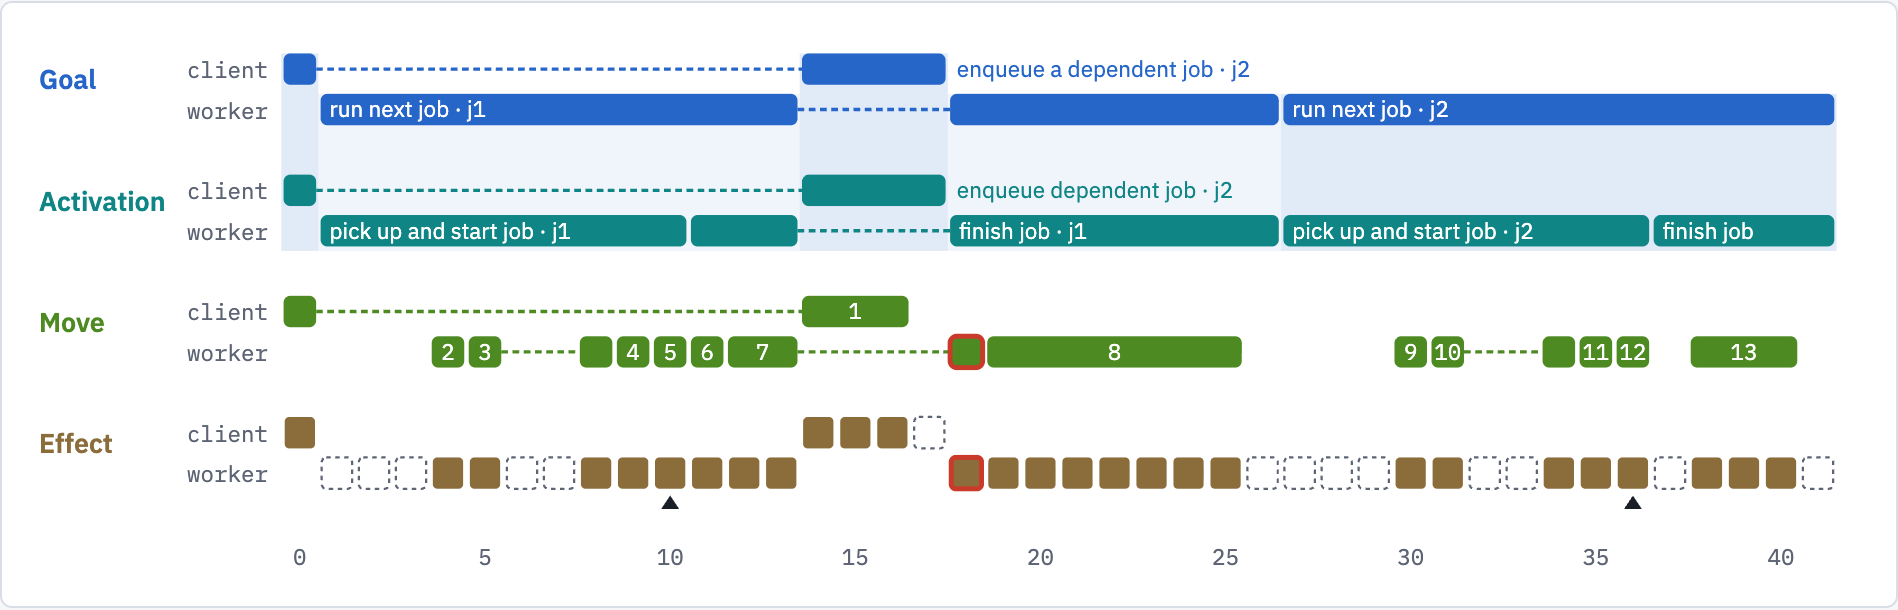 Goal
client
enqueue a dependent job · j2
worker
run next job · j1
run next job · j2
Activation
client
enqueue dependent job · j2
worker
pick up and start job · j1
finish job · j1
pick up and start job · j2
finish job
Move
client
1
worker
2 3 4 5 6 7 8 9 10 11 12 13
Effect
client
worker
0 5 10 15 20 25 30 35 40